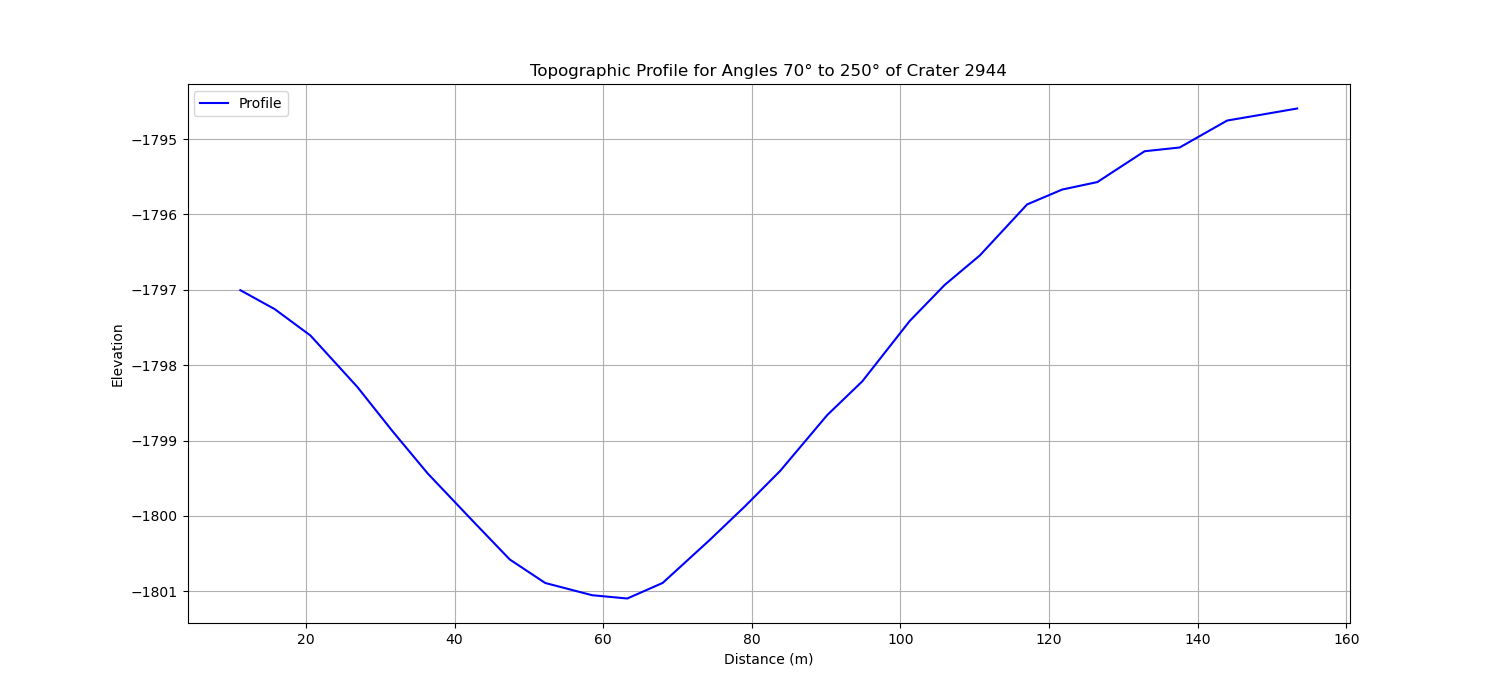 Topographic Profile for Angles 70° to 250° of Crater 2944
Profile
−1795
−1796
−1797
−1798
−1799
−1800
−1801
Elevation
20 40 60 80 100 120 140 160
Distance (m)